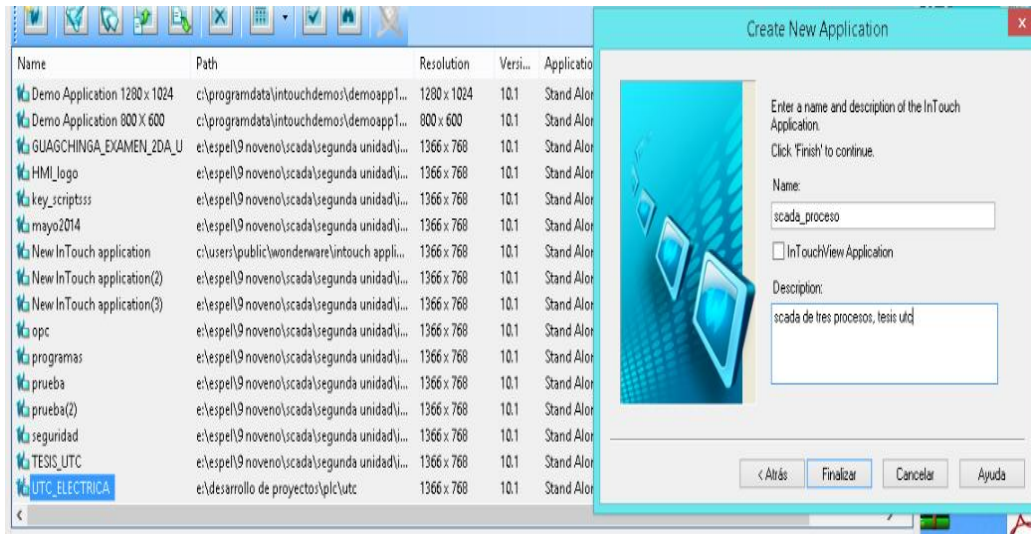 Name Path Resolution Versi... Applicatio
Demo Application 1280 x 1024 c:\programdata\intouchdemos\demoapp1... 1280 x 1024 10.1 Stand Alor
Demo Application 800 X 600 c:\programdata\intouchdemos\demoapp1... 800 x 600 10.1 Stand Alor
GUAGCHINGA_EXAMEN_2DA_U e:\espel\9 noveno\scada\segunda unidad\i... 1366 x 768 10.1 Stand Alor
HMI_logo e:\espel\9 noveno\scada\segunda unidad\i... 1366 x 768 10.1 Stand Alor
key_scriptsss e:\espel\9 noveno\scada\segunda unidad\i... 1366 x 768 10.1 Stand Alor
mayo2014 e:\espel\9 noveno\scada\segunda unidad\i... 1366 x 768 10.1 Stand Alor
New InTouch application c:\users\public\wonderware\intouch appli... 1366 x 768 10.1 Stand Alor
New InTouch application(2) e:\espel\9 noveno\scada\segunda unidad\i... 1366 x 768 10.1 Stand Alor
New InTouch application(3) e:\espel\9 noveno\scada\segunda unidad\i... 1366 x 768 10.1 Stand Alor
opc e:\espel\9 noveno\scada\segunda unidad\i... 1366 x 768 10.1 Stand Alor
programas e:\espel\9 noveno\scada\segunda unidad\i... 1366 x 768 10.1 Stand Alor
prueba e:\espel\9 noveno\scada\segunda unidad\i... 1366 x 768 10.1 Stand Alor
prueba(2) e:\espel\9 noveno\scada\segunda unidad\i... 1366 x 768 10.1 Stand Alor
seguridad e:\espel\9 noveno\scada\segunda unidad\i... 1366 x 768 10.1 Stand Alor
TESIS_UTC e:\espel\9 noveno\scada\segunda unidad\i... 1366 x 768 10.1 Stand Alor
UTC_ELECTRICA e:\desarrollo de proyectos\plc\utc 1366 x 768 10.1 Stand Alor
Create New Application
Enter a name and description of the InTouch
Application.
Click 'Finish' to continue.
Name:
scada_proceso
InTouchView Application
Description:
scada de tres procesos, tesis utc
< Atrás Finalizar Cancelar Ayuda